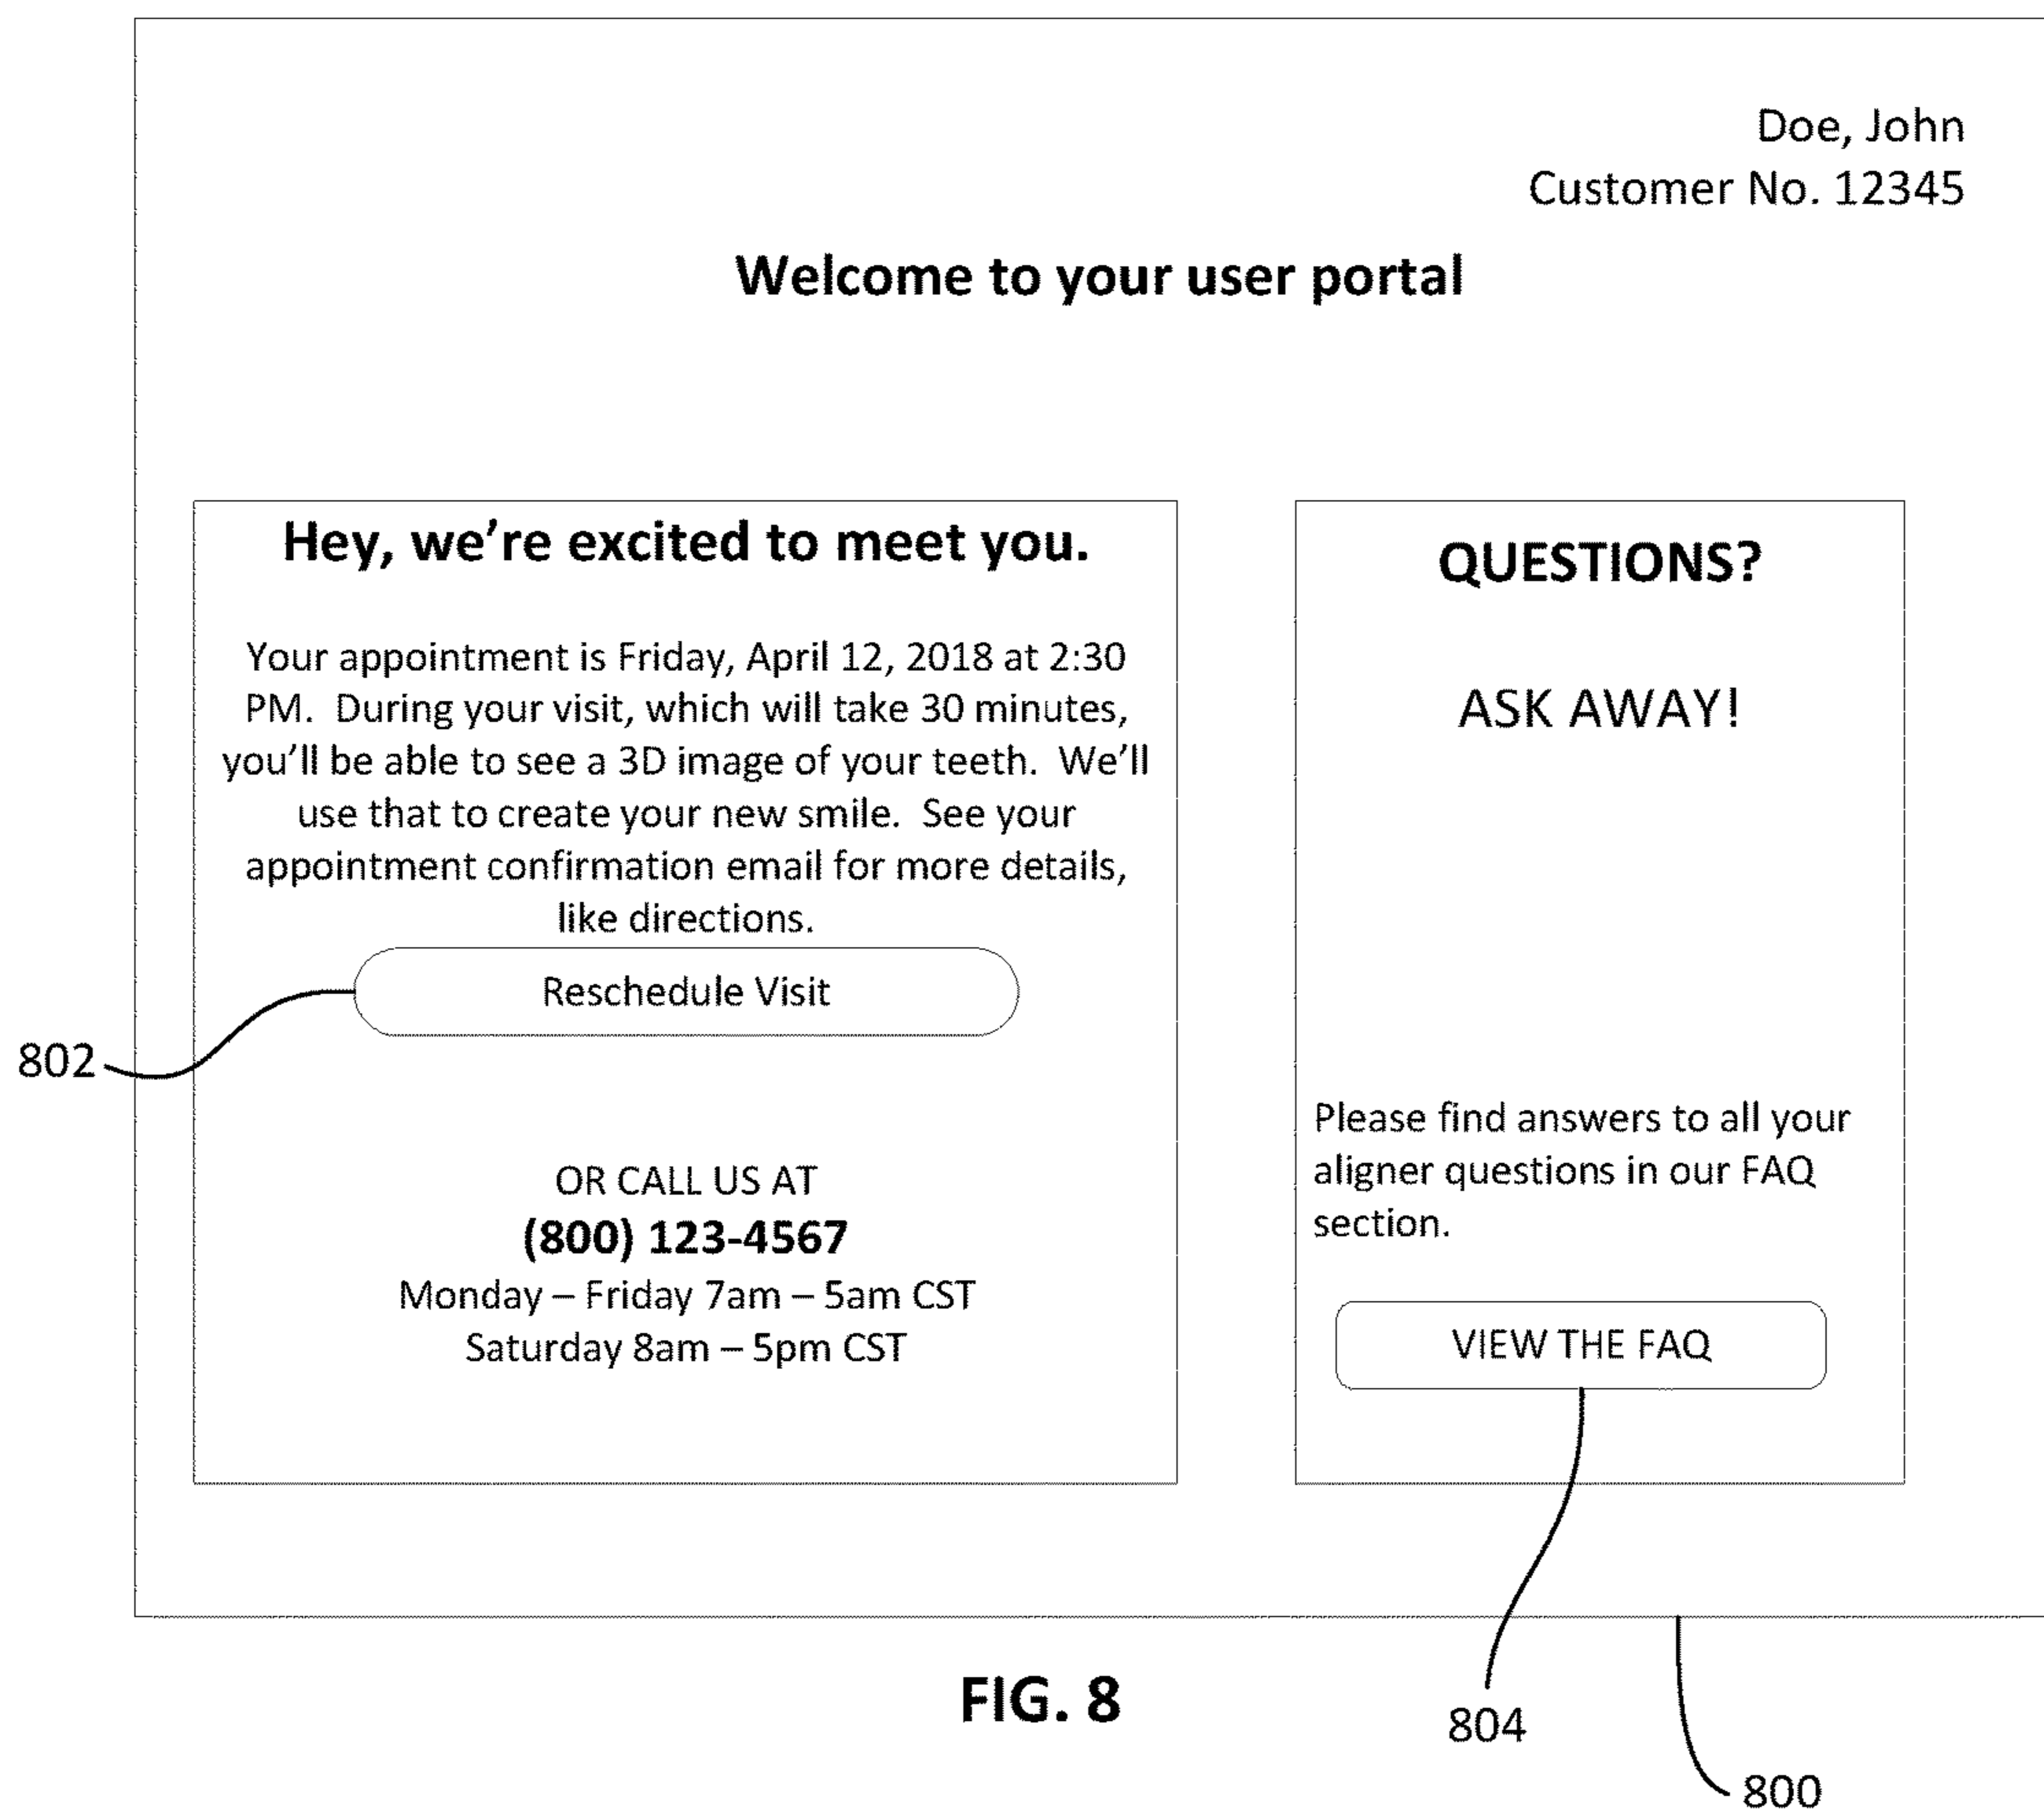 Doe, John
Customer No. 12345
Welcome to your user portal
Hey, we're excited to meet you.
Your appointment is Friday, April 12, 2018 at 2:30
PM.  During your visit, which will take 30 minutes,
you'll be able to see a 3D image of your teeth.  We'll
use that to create your new smile.  See your
appointment confirmation email for more details,
like directions.
Reschedule Visit
802
OR CALL US AT
(800) 123-4567
Monday – Friday 7am – 5am CST
Saturday 8am – 5pm CST
QUESTIONS?
ASK AWAY!
Please find answers to all your
aligner questions in our FAQ
section.
VIEW THE FAQ
FIG. 8
804
800